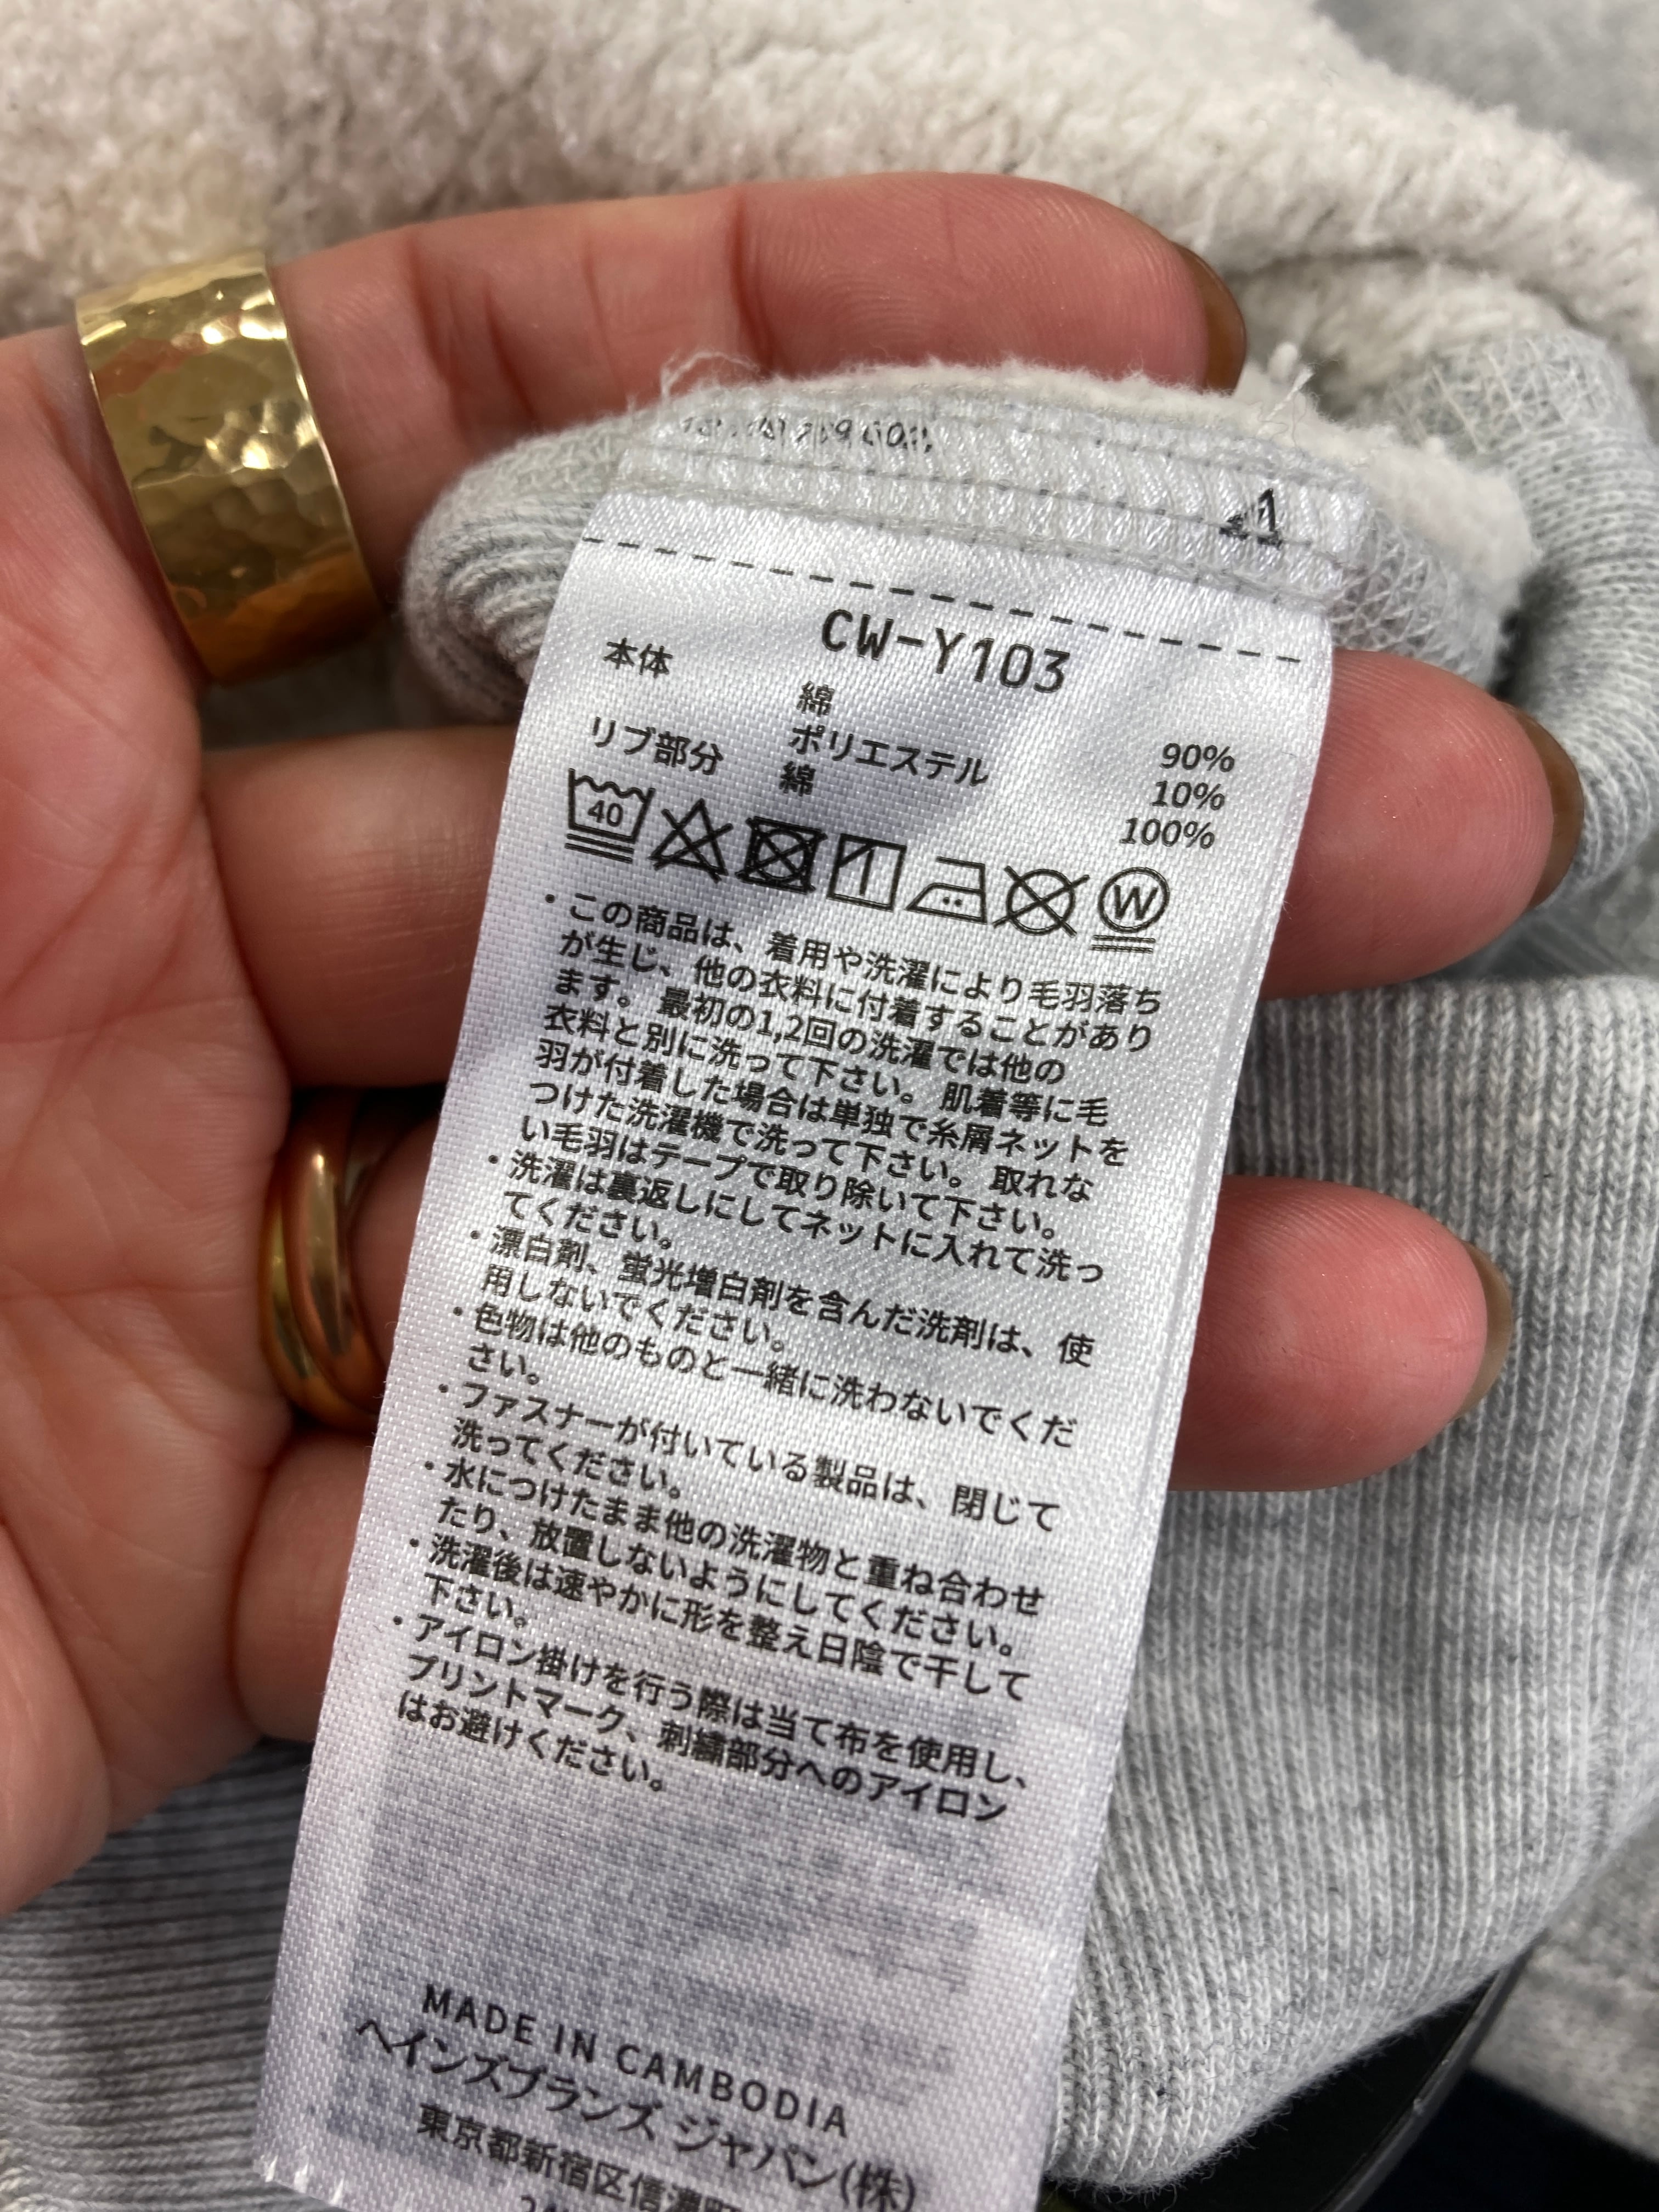 CW-Y103
本体 綿 90%
ポリエステル 10%
リブ部分 綿 100%
40
W
・この商品は、着用や洗濯により毛羽落ち
が生じ、他の衣料に付着することがあり
ます。最初の1,2回の洗濯では他の
衣料と別に洗って下さい。肌着等に毛
羽が付着した場合は単独で糸屑ネットを
つけた洗濯機で洗って下さい。取れな
い毛羽はテープで取り除いて下さい。
・洗濯は裏返しにしてネットに入れて洗っ
てください。
・漂白剤、蛍光増白剤を含んだ洗剤は、使
用しないでください。
・色物は他のものと一緒に洗わないでくだ
さい。
・ファスナーが付いている製品は、閉じて
洗ってください。
・水につけたまま他の洗濯物と重ね合わせ
たり、放置しないようにしてください。
・洗濯後は速やかに形を整え日陰で干して
下さい。
・アイロン掛けを行う際は当て布を使用し、
プリントマーク、刺繍部分へのアイロン
はお避けください。
MADE IN CAMBODIA
ヘインズブランズ ジャパン(株)
東京都新宿区信濃町